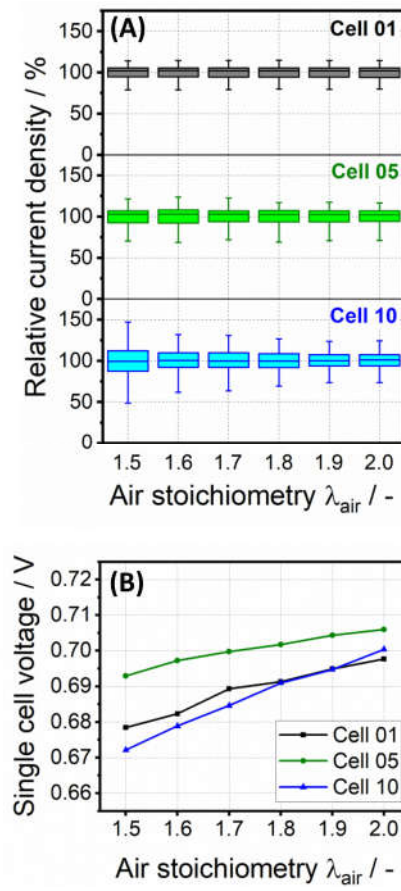 (A)
Cell 01
150
100
50
0
Cell 05
150
100
50
0
Cell 10
150
100
50
0
Relative current density / %
1.5 1.6 1.7 1.8 1.9 2.0
Air stoichiometry λair / -
(B)
0.72
0.71
0.70
0.69
0.68
0.67
0.66
Single cell voltage / V
Cell 01
Cell 05
Cell 10
1.5 1.6 1.7 1.8 1.9 2.0
Air stoichiometry λair / -